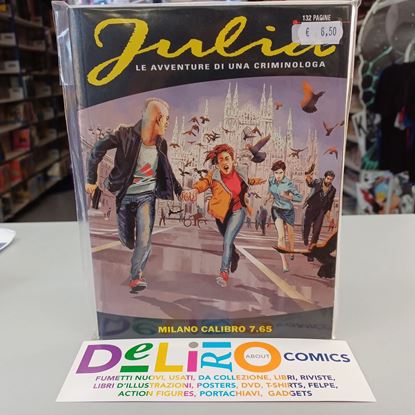 132 PAGINE
€ 6,50
Julia
LE AVVENTURE DI UNA CRIMINOLOGA
MILANO CALIBRO 7.65
DeLiRiO
ABOUT
COMICS
FUMETTI NUOVI, USATI, DA COLLEZIONE, LIBRI, RIVISTE,
LIBRI D'ILLUSTRAZIONI, POSTERS, DVD, T-SHIRTS, FELPE,
ACTION FIGURES, PORTACHIAVI, GADGETS